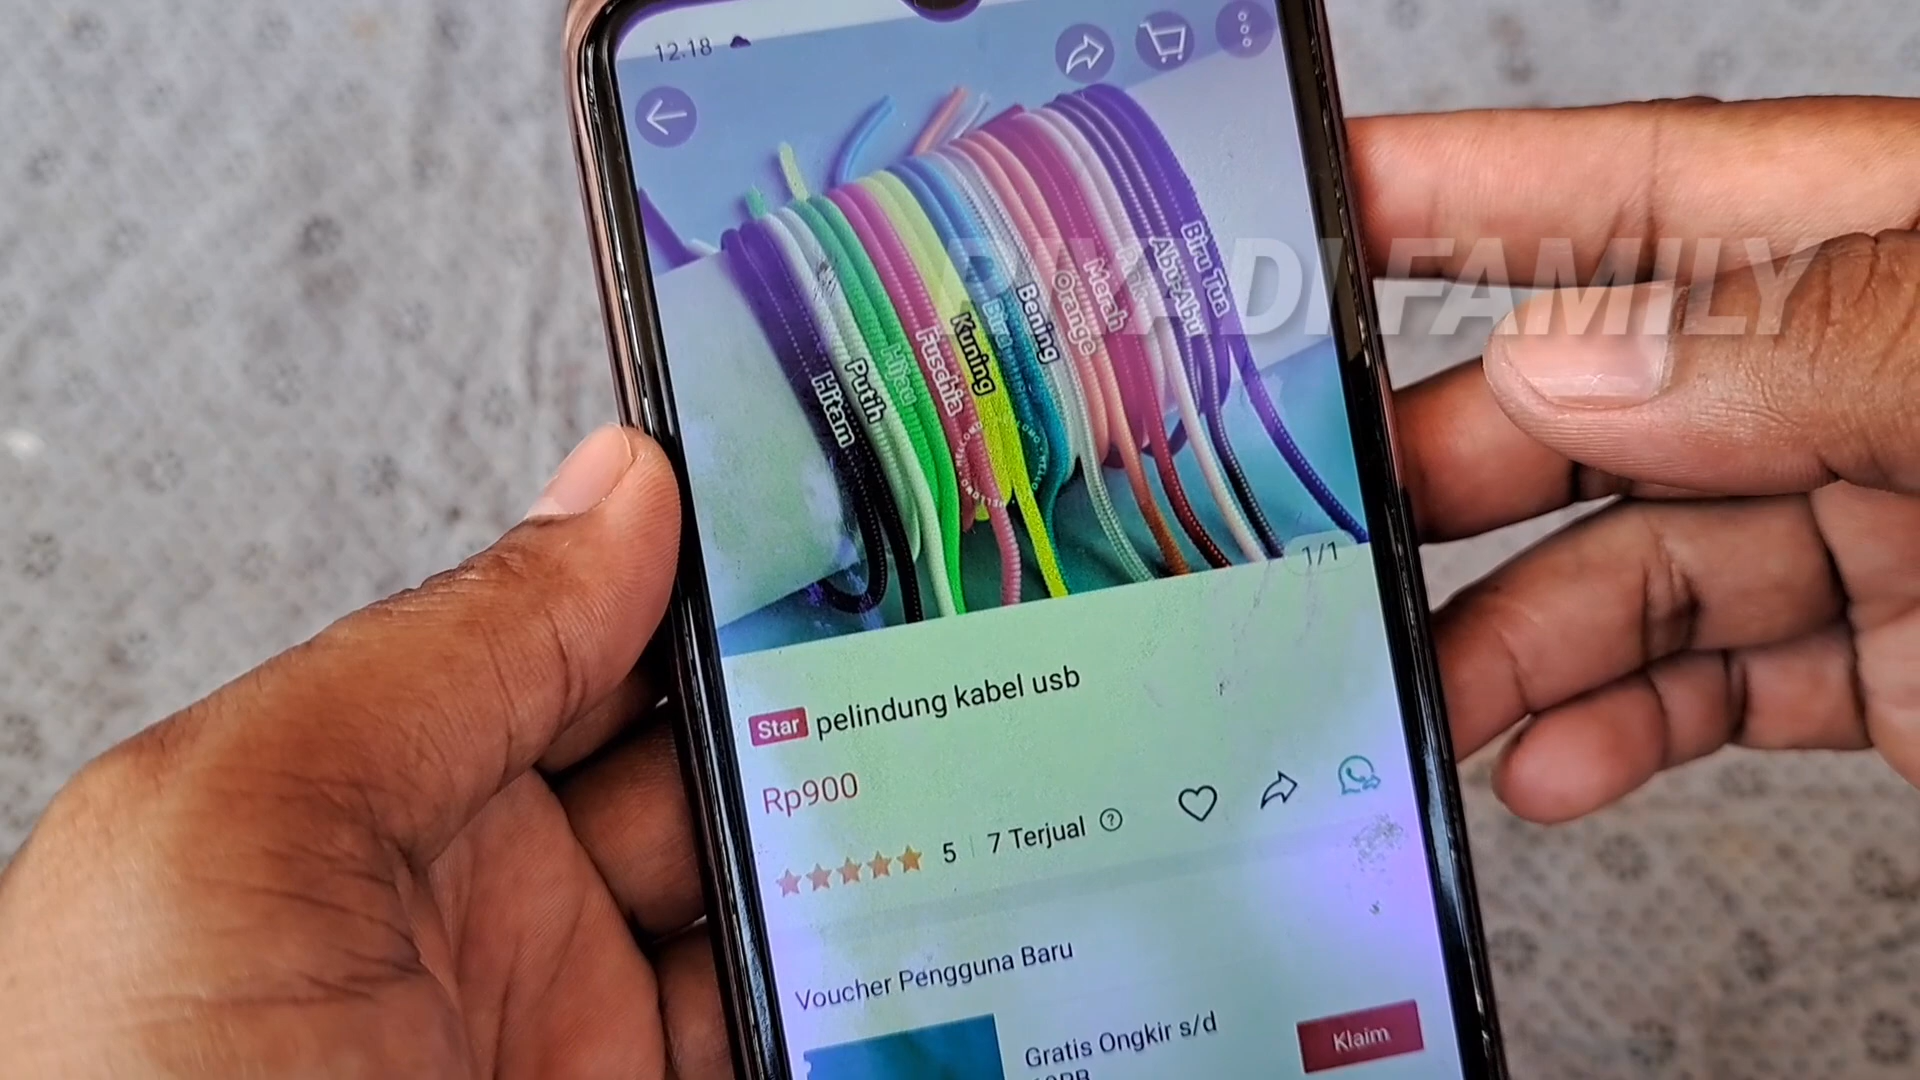 12.18
Hitam
Putih
Hijau
Fuschia
Kuning
Biru
Bening
Orange
Merah
Abu-Abu
Biru Tua
FAMILY
1/1
Star pelindung kabel usb
Rp900
5 7 Terjual
Voucher Pengguna Baru
Gratis Ongkir s/d
Klaim